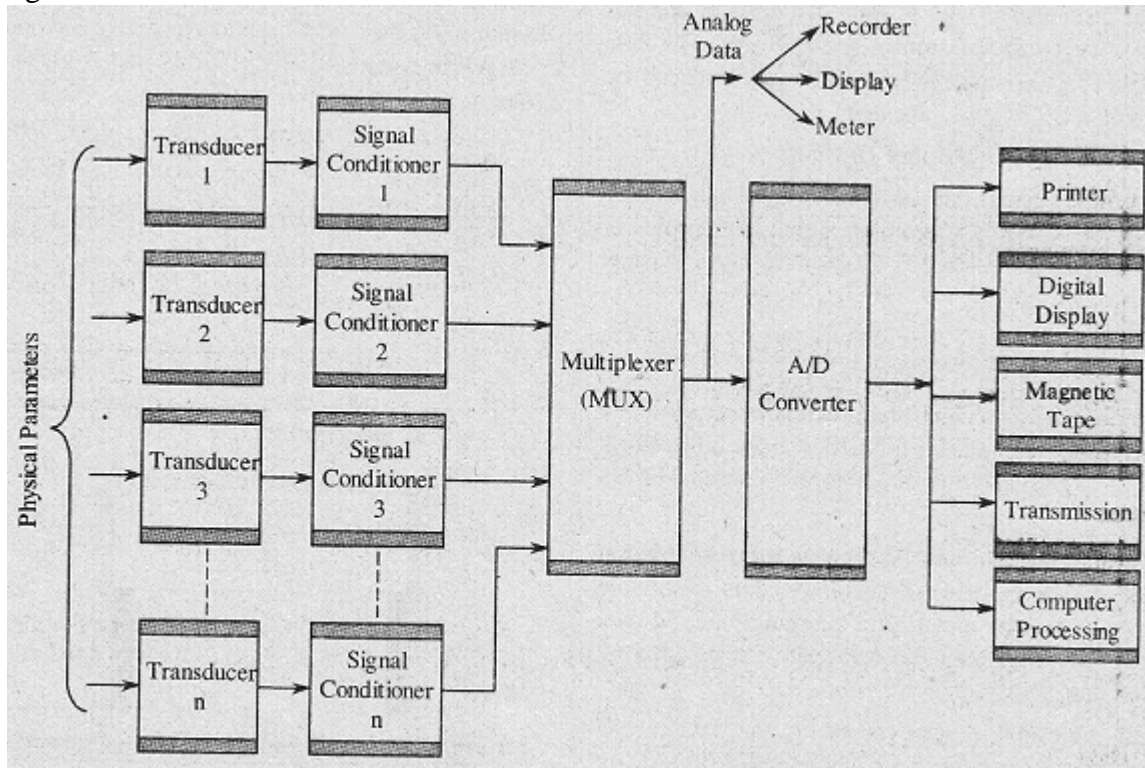 Analog
Data
Recorder
Display
Meter
Physical Parameters
Transducer
1
Signal
Conditioner
1
Transducer
2
Signal
Conditioner
2
Transducer
3
Signal
Conditioner
3
Transducer
n
Signal
Conditioner
n
Multiplexer
(MUX)
A/D
Converter
Printer
Digital
Display
Magnetic
Tape
Transmission
Computer
Processing